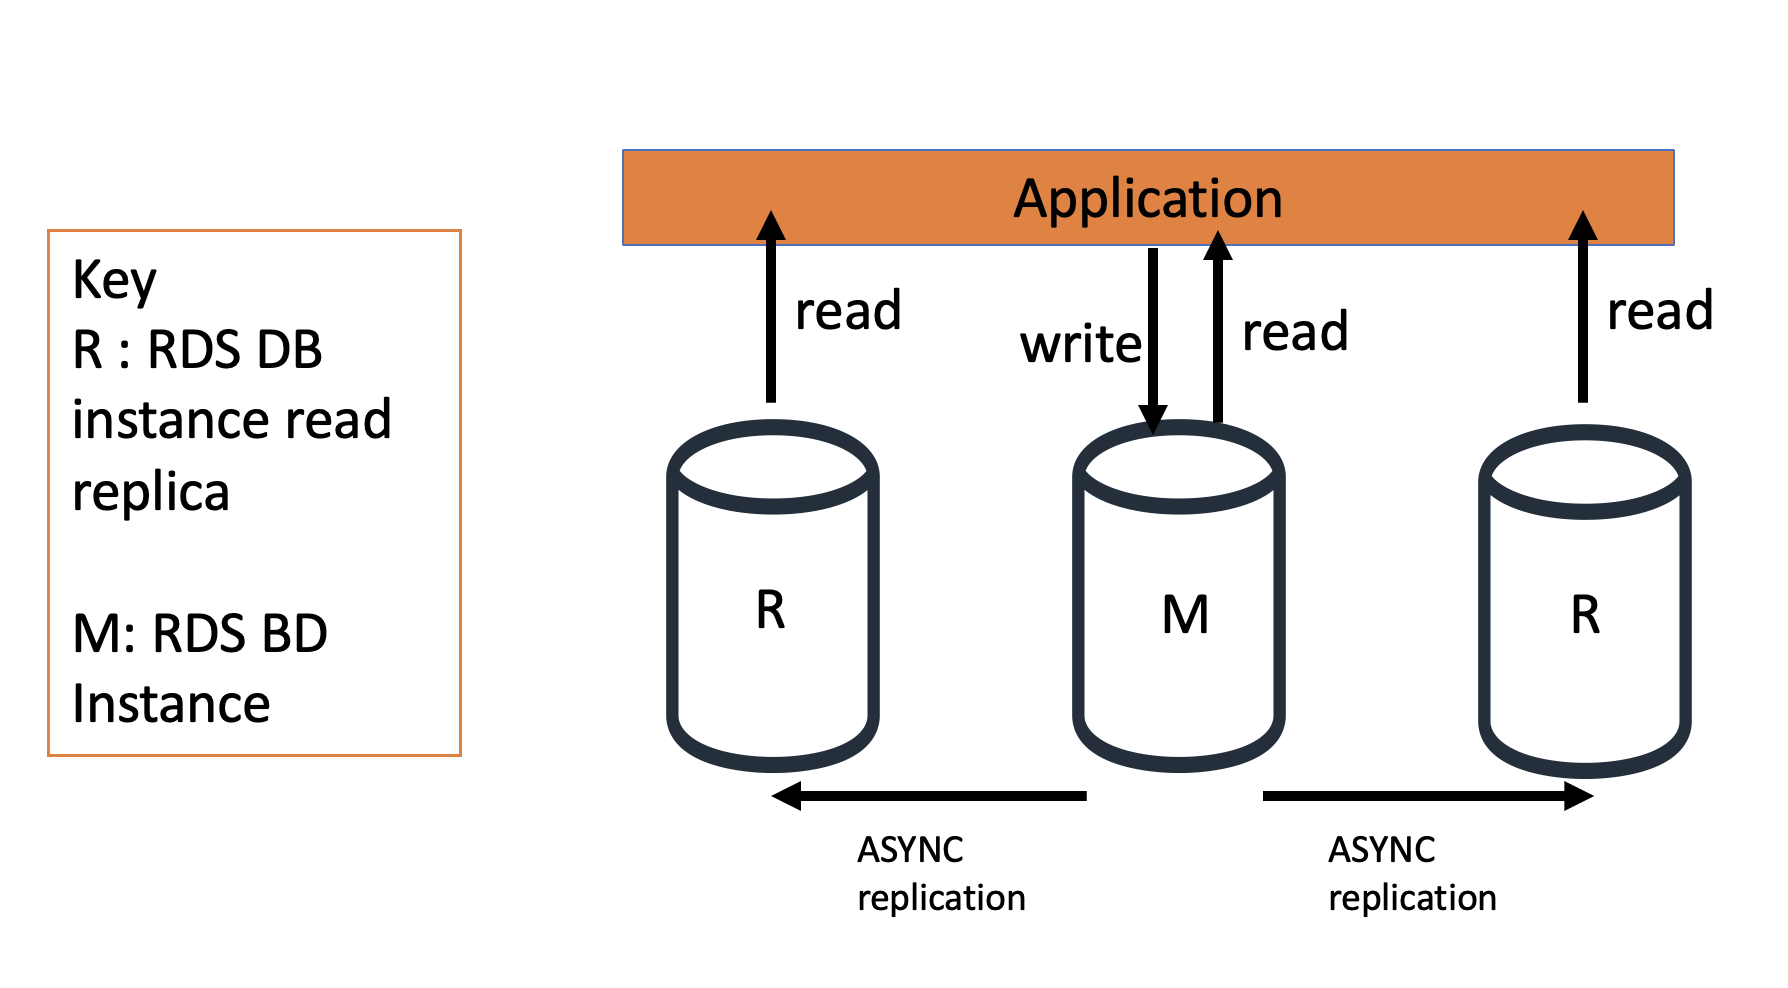 Application
Key
R : RDS DB
instance read
replica
M: RDS BD
Instance
read
write
read
read
R
M
R
ASYNC
replication
ASYNC
replication